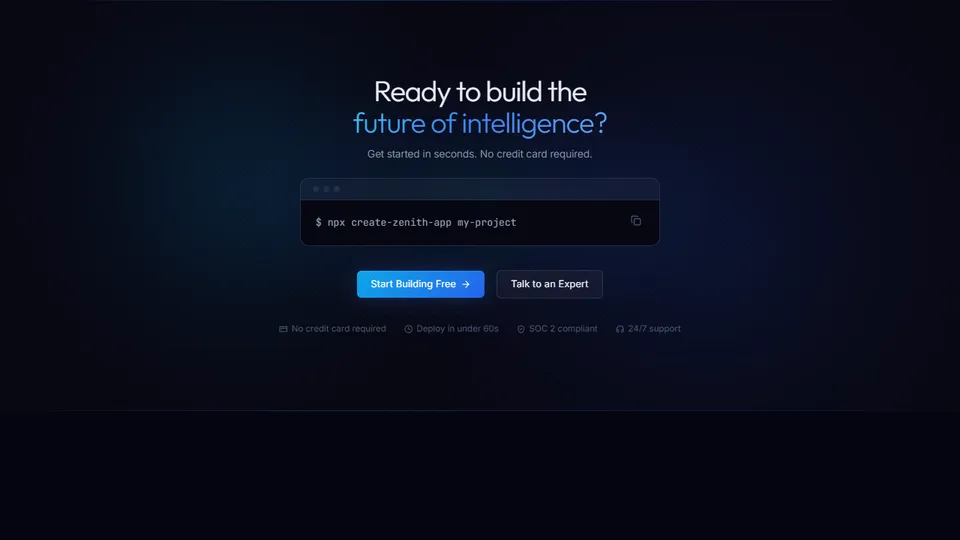 Ready to build the
future of intelligence?
Get started in seconds. No credit card required.
$ npx create-zenith-app my-project
Start Building Free →
Talk to an Expert
No credit card required
Deploy in under 60s
SOC 2 compliant
24/7 support